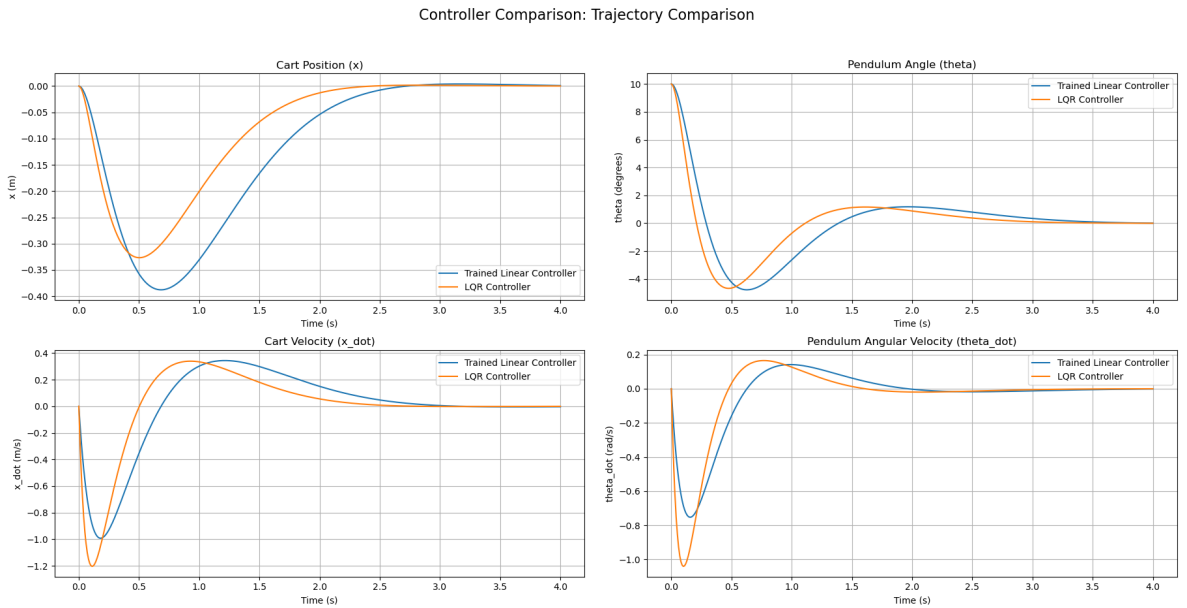 Controller Comparison: Trajectory Comparison
Cart Position (x)
0.00
−0.05
−0.10
−0.15
−0.20
−0.25
−0.30
−0.35
−0.40
x (m)
Trained Linear Controller
LQR Controller
0.0 0.5 1.0 1.5 2.0 2.5 3.0 3.5 4.0
Time (s)
Pendulum Angle (theta)
10
8
6
4
2
0
−2
−4
theta (degrees)
Trained Linear Controller
LQR Controller
0.0 0.5 1.0 1.5 2.0 2.5 3.0 3.5 4.0
Time (s)
Cart Velocity (x_dot)
0.4
0.2
0.0
−0.2
−0.4
−0.6
−0.8
−1.0
−1.2
x_dot (m/s)
Trained Linear Controller
LQR Controller
0.0 0.5 1.0 1.5 2.0 2.5 3.0 3.5 4.0
Time (s)
Pendulum Angular Velocity (theta_dot)
0.2
0.0
−0.2
−0.4
−0.6
−0.8
−1.0
theta_dot (rad/s)
Trained Linear Controller
LQR Controller
0.0 0.5 1.0 1.5 2.0 2.5 3.0 3.5 4.0
Time (s)